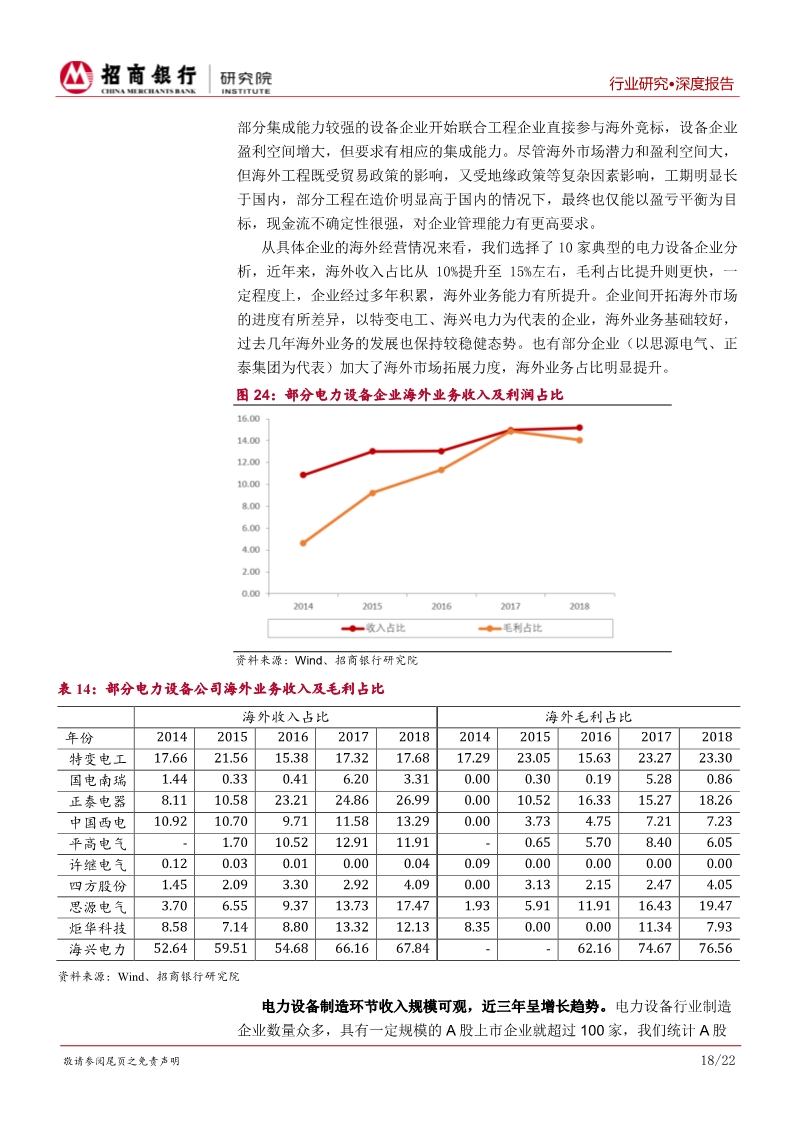 招商银行 研究院
CHINA MERCHANTS BANK INSTITUTE
行业研究•深度报告
部分集成能力较强的设备企业开始联合工程企业直接参与海外竞标，设备企业
盈利空间增大，但要求有相应的集成能力。尽管海外市场潜力和盈利空间大，
但海外工程既受贸易政策的影响，又受地缘政策等复杂因素影响，工期明显长
于国内，部分工程在造价明显高于国内的情况下，最终也仅能以盈亏平衡为目
标，现金流不确定性很强，对企业管理能力有更高要求。
从具体企业的海外经营情况来看，我们选择了 10 家典型的电力设备企业分
析，近年来，海外收入占比从 10%提升至 15%左右，毛利占比提升则更快，一
定程度上，企业经过多年积累，海外业务能力有所提升。企业间开拓海外市场
的进度有所差异，以特变电工、海兴电力为代表的企业，海外业务基础较好，
过去几年海外业务的发展也保持较稳健态势。也有部分企业（以思源电气、正
泰集团为代表）加大了海外市场拓展力度，海外业务占比明显提升。
图 24：部分电力设备企业海外业务收入及利润占比
16.00
14.00
12.00
10.00
8.00
6.00
4.00
2.00
0.00
2014 2015 2016 2017 2018
收入占比 毛利占比
资料来源：Wind、招商银行研究院
表 14：部分电力设备公司海外业务收入及毛利占比
海外收入占比 海外毛利占比
年份 2014 2015 2016 2017 2018 2014 2015 2016 2017 2018
特变电工 17.66 21.56 15.38 17.32 17.68 17.29 23.05 15.63 23.27 23.30
国电南瑞 1.44 0.33 0.41 6.20 3.31 0.00 0.30 0.19 5.28 0.86
正泰电器 8.11 10.58 23.21 24.86 26.99 0.00 10.52 16.33 15.27 18.26
中国西电 10.92 10.70 9.71 11.58 13.29 0.00 3.73 4.75 7.21 7.23
平高电气 - 1.70 10.52 12.91 11.91 - 0.65 5.70 8.40 6.05
许继电气 0.12 0.03 0.01 0.00 0.04 0.09 0.00 0.00 0.00 0.00
四方股份 1.45 2.09 3.30 2.92 4.09 0.00 3.13 2.15 2.47 4.05
思源电气 3.70 6.55 9.37 13.73 17.47 1.93 5.91 11.91 16.43 19.47
炬华科技 8.58 7.14 8.80 13.32 12.13 8.35 0.00 0.00 11.34 7.93
海兴电力 52.64 59.51 54.68 66.16 67.84 - - 62.16 74.67 76.56
资料来源：Wind、招商银行研究院
电力设备制造环节收入规模可观，近三年呈增长趋势。电力设备行业制造
企业数量众多，具有一定规模的 A 股上市企业就超过 100 家，我们统计 A 股
敬请参阅尾页之免责声明 18/22